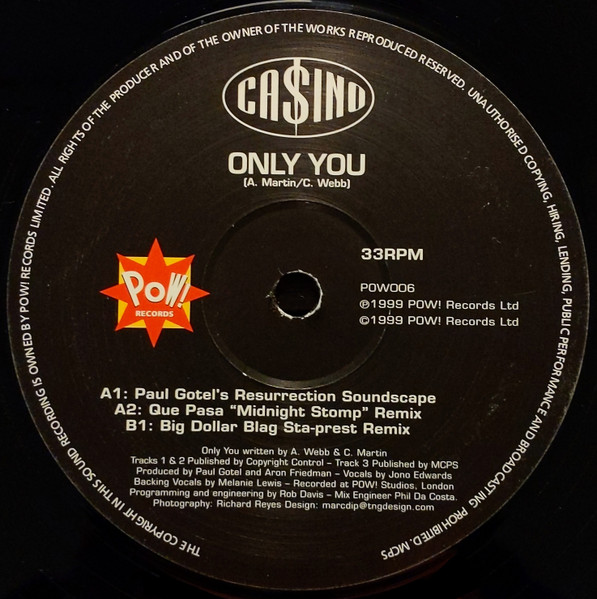 CA$INO
ONLY YOU
(A. Martin/C. Webb)
33RPM
POW006
℗1999 POW! Records Ltd
©1999 POW! Records Ltd
POW!
RECORDS
A1: Paul Gotel's Resurrection Soundscape
A2: Que Pasa "Midnight Stomp" Remix
B1: Big Dollar Blag Sta-prest Remix
Only You written by A. Webb & C. Martin
Tracks 1 & 2 Published by Copyright Control - Track 3 Published by MCPS
Produced by Paul Gotel and Aron Friedman - Vocals by Jono Edwards
Backing Vocals by Melanie Lewis - Recorded at POW! Studios, London
Programming and engineering by Rob Davis - Mix Engineer Phil Da Costa.
Photography: Richard Reyes Design: marcdip@tngdesign.com
THE COPYRIGHT IN THIS SOUND RECORDING IS OWNED BY POW! RECORDS LIMITED. ALL RIGHTS OF THE PRODUCER AND OF THE OWNER OF THE WORKS REPRODUCED RESERVED. UNAUTHORISED COPYING, HIRING, LENDING, PUBLIC PERFORMANCE AND BROADCASTING PROHIBITED. MCPS